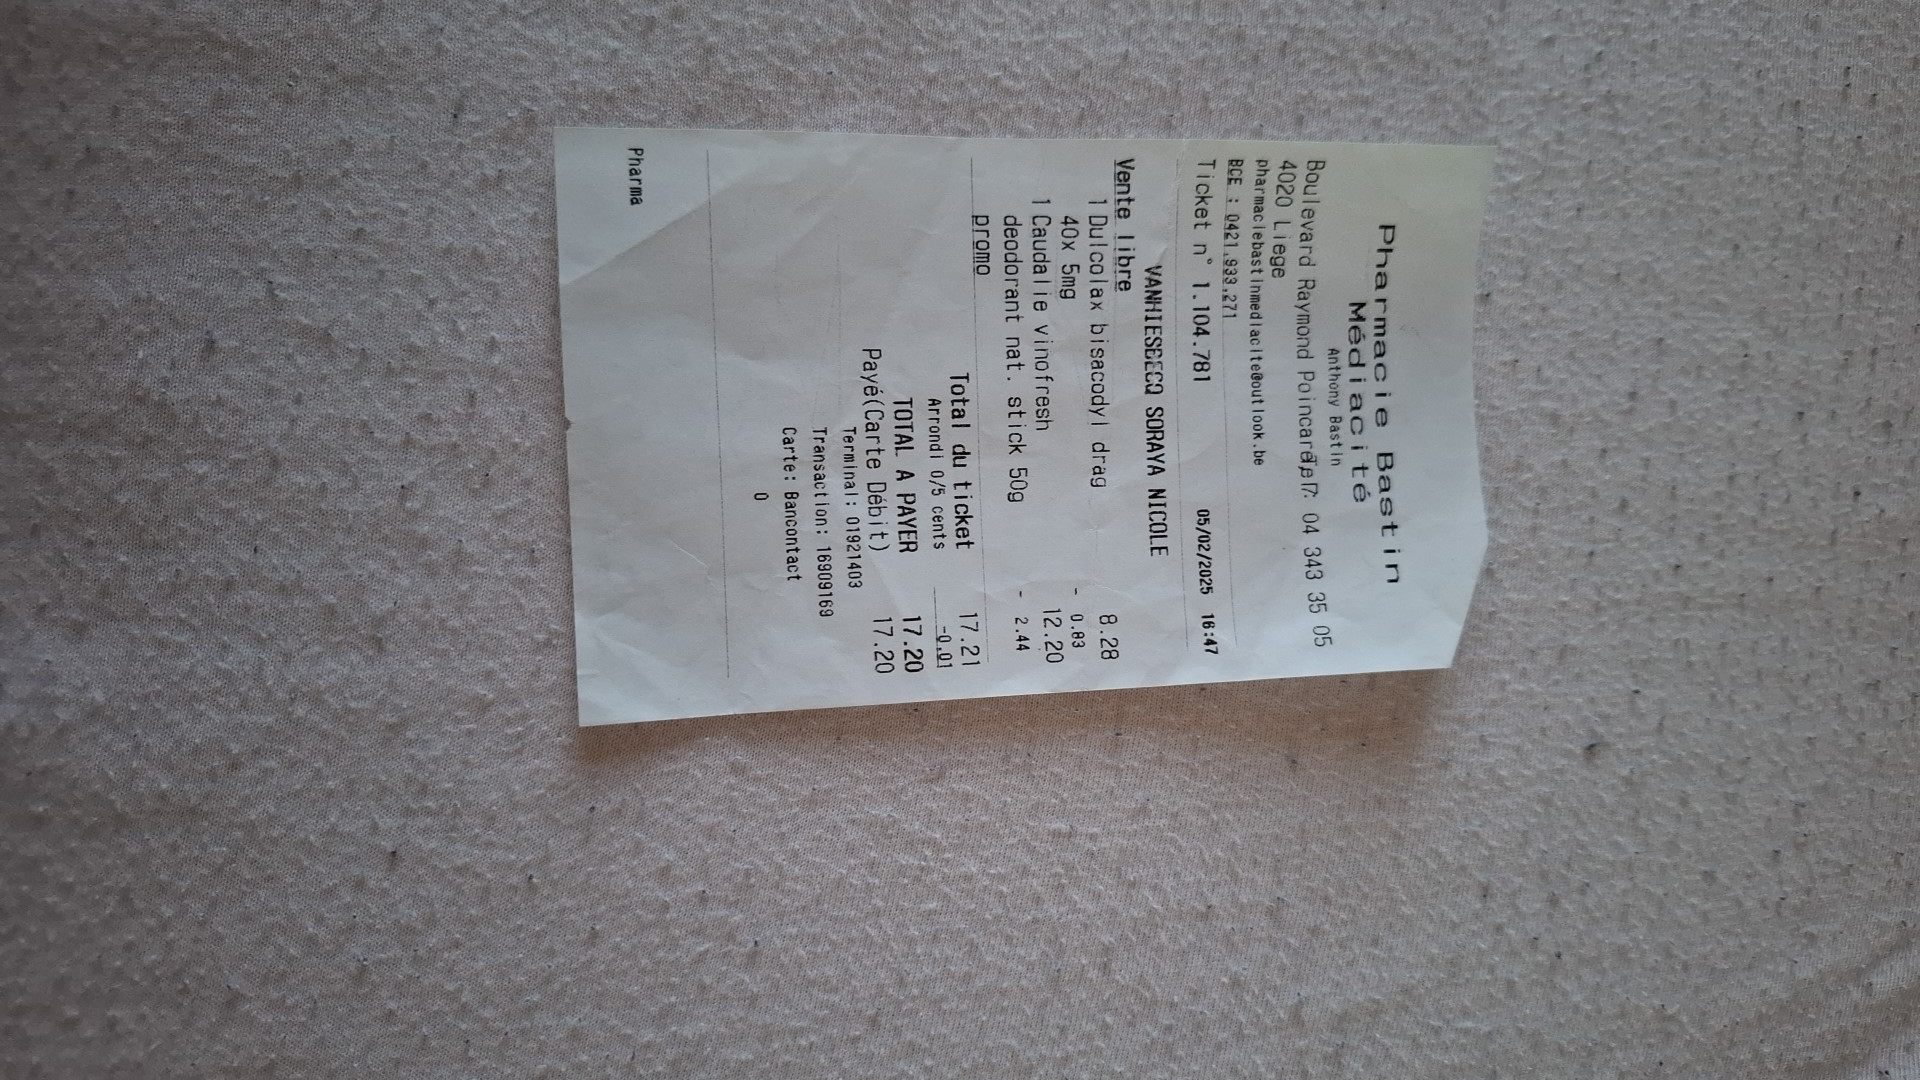 Pharmacie Bastin
Médiacité
Anthony Bastin
Boulevard Raymond Poincaré, 7 04 343 35 05
4020 Liege
pharmaciebastinmediacite@outlook.be
BCE : 0421.933.271
Ticket n° 1.104.781 05/02/2025 16:47
VANHIESBECQ SORAYA NICOLE
Vente libre
1 Dulcolax bisacodyl drag 8.28
40x 5mg - 0.83
1 Caudalie vinofresh 12.20
deodorant nat. stick 50g - 2.44
promo
Total du ticket 17.21
Arrondi 0/5 cents -0.01
TOTAL A PAYER 17.20
Payé(Carte Débit) 17.20
Terminal: 01921403
Transaction: 16909169
Carte: Bancontact
0
Pharma